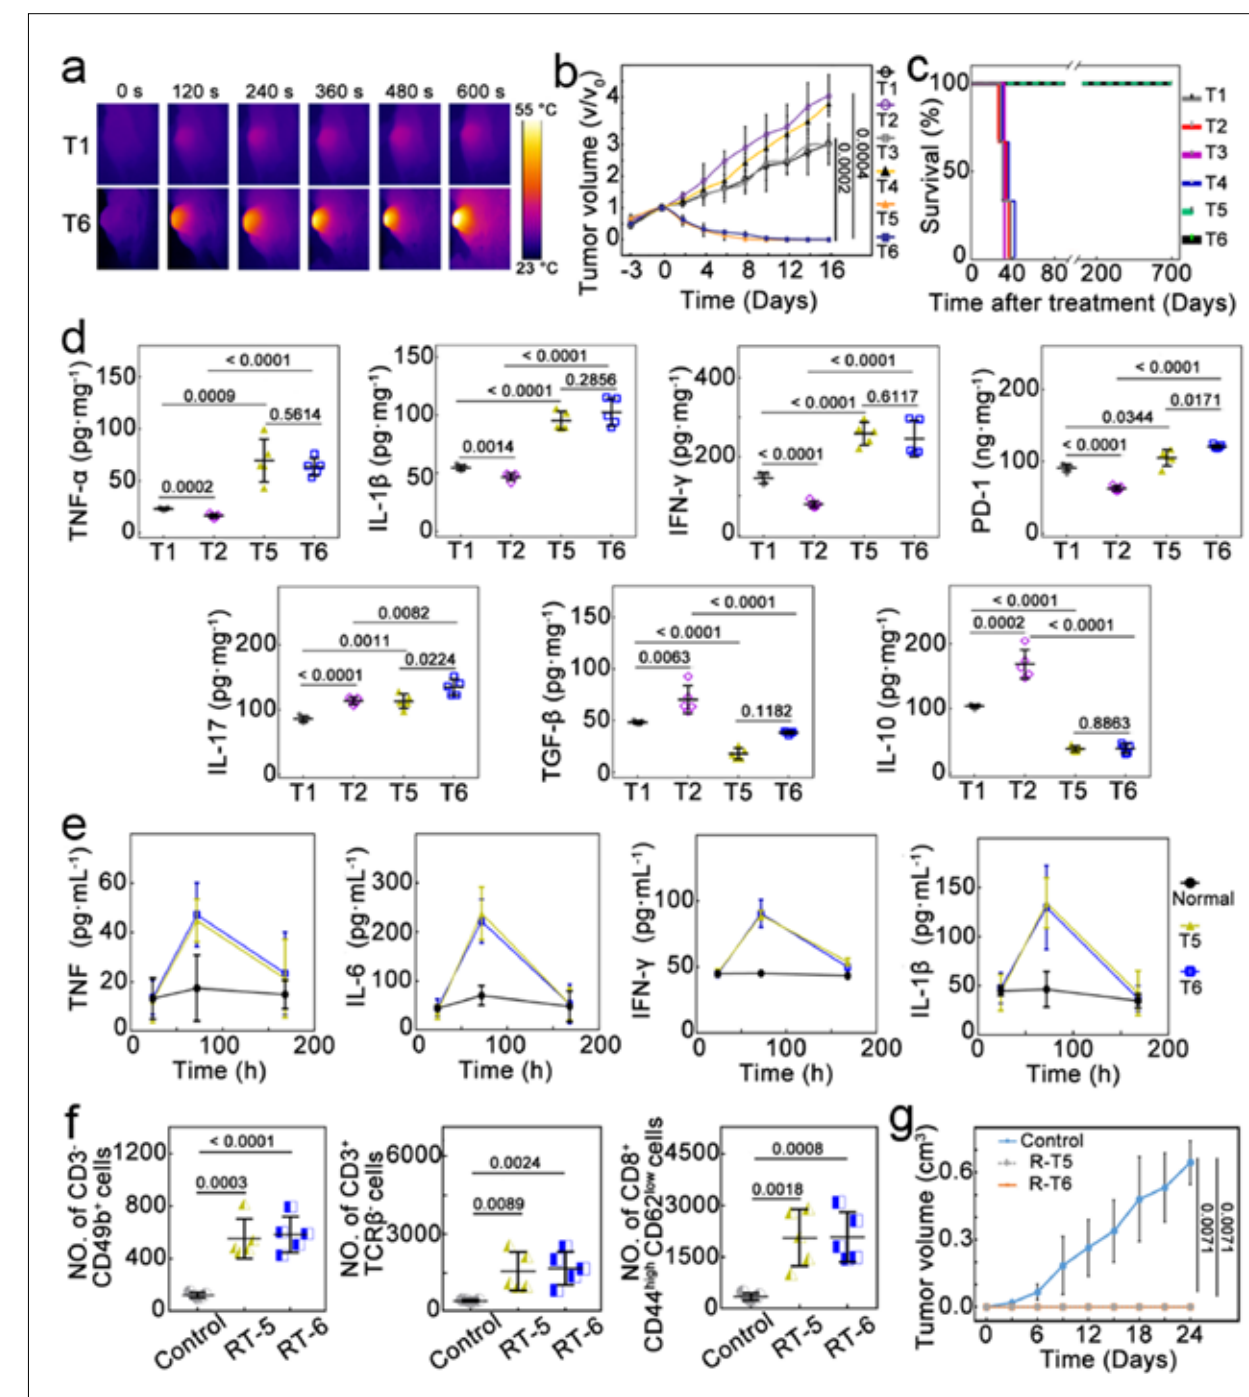 a
0 s 120 s 240 s 360 s 480 s 600 s
T1
T6
55 °C
23 °C
b
Tumor volume (v/v0)
4
3
2
1
0
-3 0 4 8 12 16
Time (Days)
T1
T2
T3
T4
T5
T6
0.0002
0.0004
c
Survival (%)
100
50
0
0 40 80 200 700
Time after treatment (Days)
T1
T2
T3
T4
T5
T6
d
TNF-α (pg·mg-1)
150
100
50
0
< 0.0001
0.0009
0.5614
0.0002
T1 T2 T5 T6
IL-1β (pg·mg-1)
150
100
50
0
< 0.0001
< 0.0001
0.2856
0.0014
T1 T2 T5 T6
IFN-γ (pg·mg-1)
400
200
0
< 0.0001
< 0.0001
0.6117
< 0.0001
T1 T2 T5 T6
PD-1 (ng·mg-1)
200
100
0
< 0.0001
0.0171
0.0344
< 0.0001
T1 T2 T5 T6
IL-17 (pg·mg-1)
200
100
0
0.0082
0.0011
0.0224
< 0.0001
T1 T2 T5 T6
TGF-β (pg·mg-1)
150
100
50
0
< 0.0001
< 0.0001
0.0063
0.1182
T1 T2 T5 T6
IL-10 (pg·mg-1)
200
100
0
< 0.0001
0.0002
< 0.0001
0.8863
T1 T2 T5 T6
e
TNF (pg·mL-1)
60
40
20
0
0 100 200
Time (h)
IL-6 (pg·mL-1)
300
200
100
0
0 100 200
Time (h)
IFN-γ (pg·mL-1)
100
50
0
0 100 200
Time (h)
IL-1β (pg·mL-1)
150
100
50
0
0 100 200
Time (h)
Normal
T5
T6
f
NO. of CD3-
CD49b+ cells
1200
800
400
0
< 0.0001
0.0003
Control RT-5 RT-6
NO. of CD3+
TCRβ- cells
6000
3000
0
0.0024
0.0089
Control RT-5 RT-6
NO. of CD8+
CD44high CD62low cells
4500
3000
1500
0
0.0008
0.0018
Control RT-5 RT-6
g
Tumor volume (cm3)
0.6
0.3
0.0
Control
R-T5
R-T6
0.0071
0.0071
0 6 12 18 24
Time (Days)